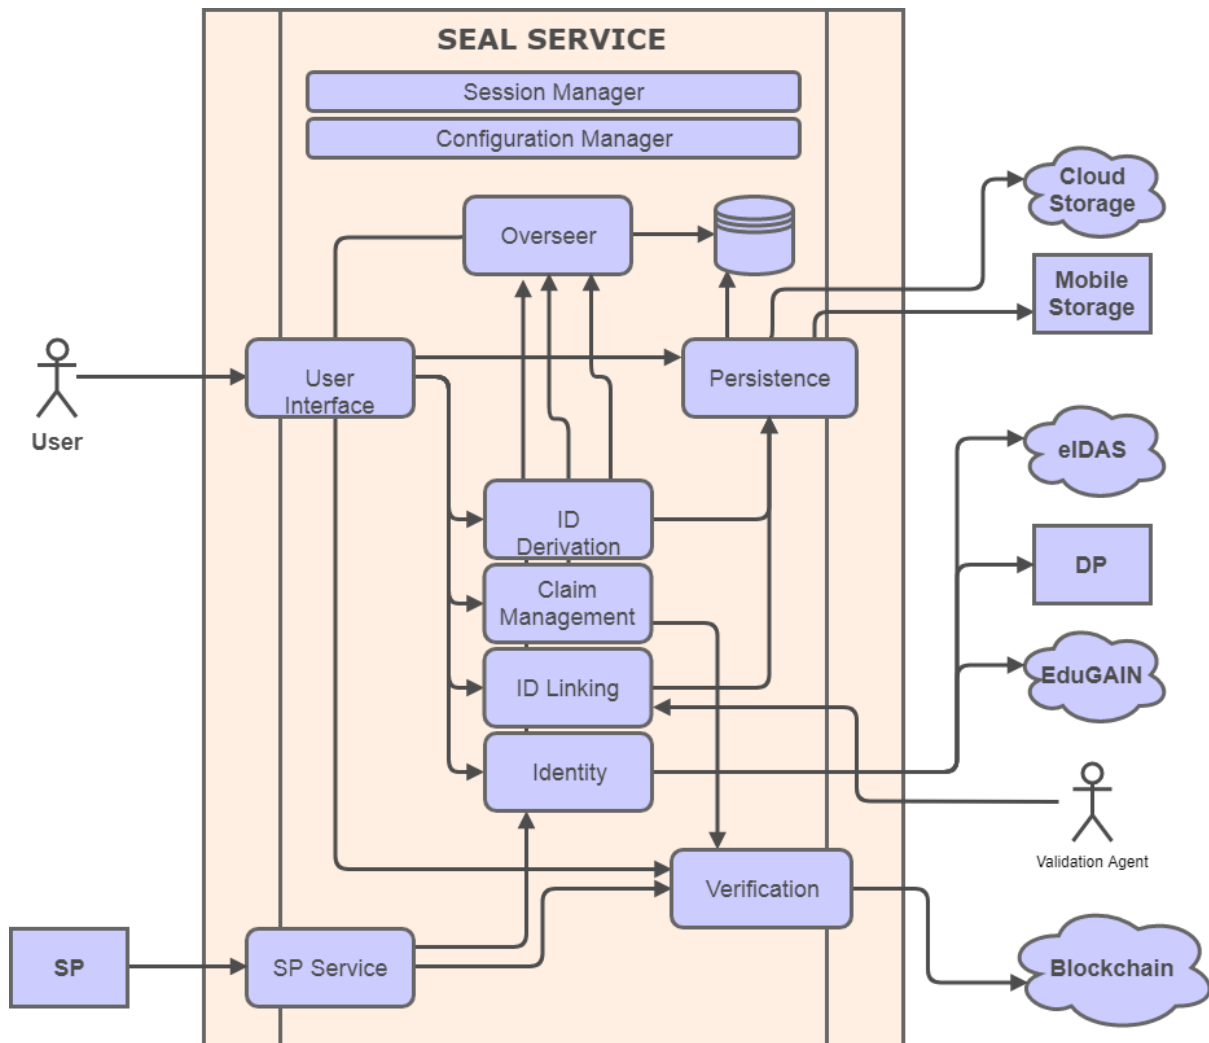 SEAL SERVICE
Session Manager
Configuration Manager
Overseer
Cloud
Storage
Mobile
Storage
User
Interface
Persistence
User
eIDAS
ID
Derivation
DP
Claim
Management
EduGAIN
ID Linking
Identity
Validation Agent
Verification
SP
SP Service
Blockchain